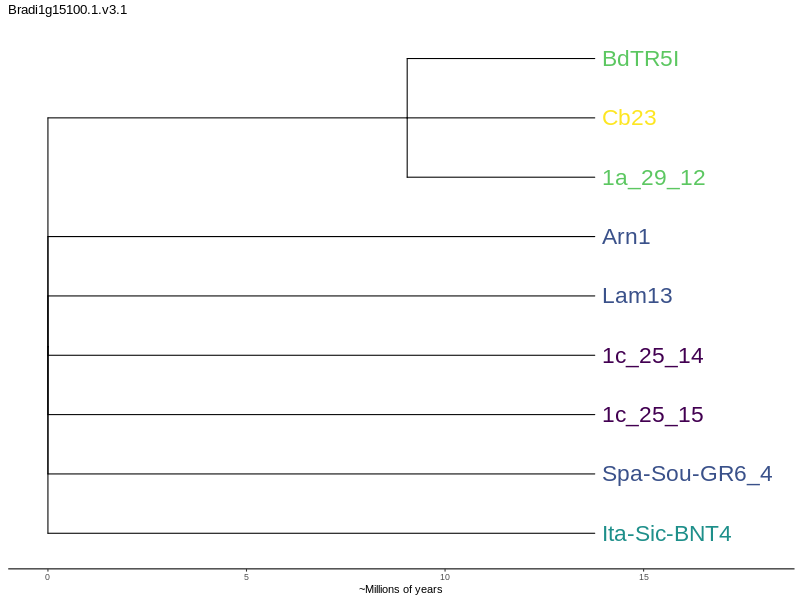 Bradi1g15100.1.v3.1
BdTR5I
Cb23
1a_29_12
Arn1
Lam13
1c_25_14
1c_25_15
Spa-Sou-GR6_4
Ita-Sic-BNT4
0 5 10 15
~Millions of years